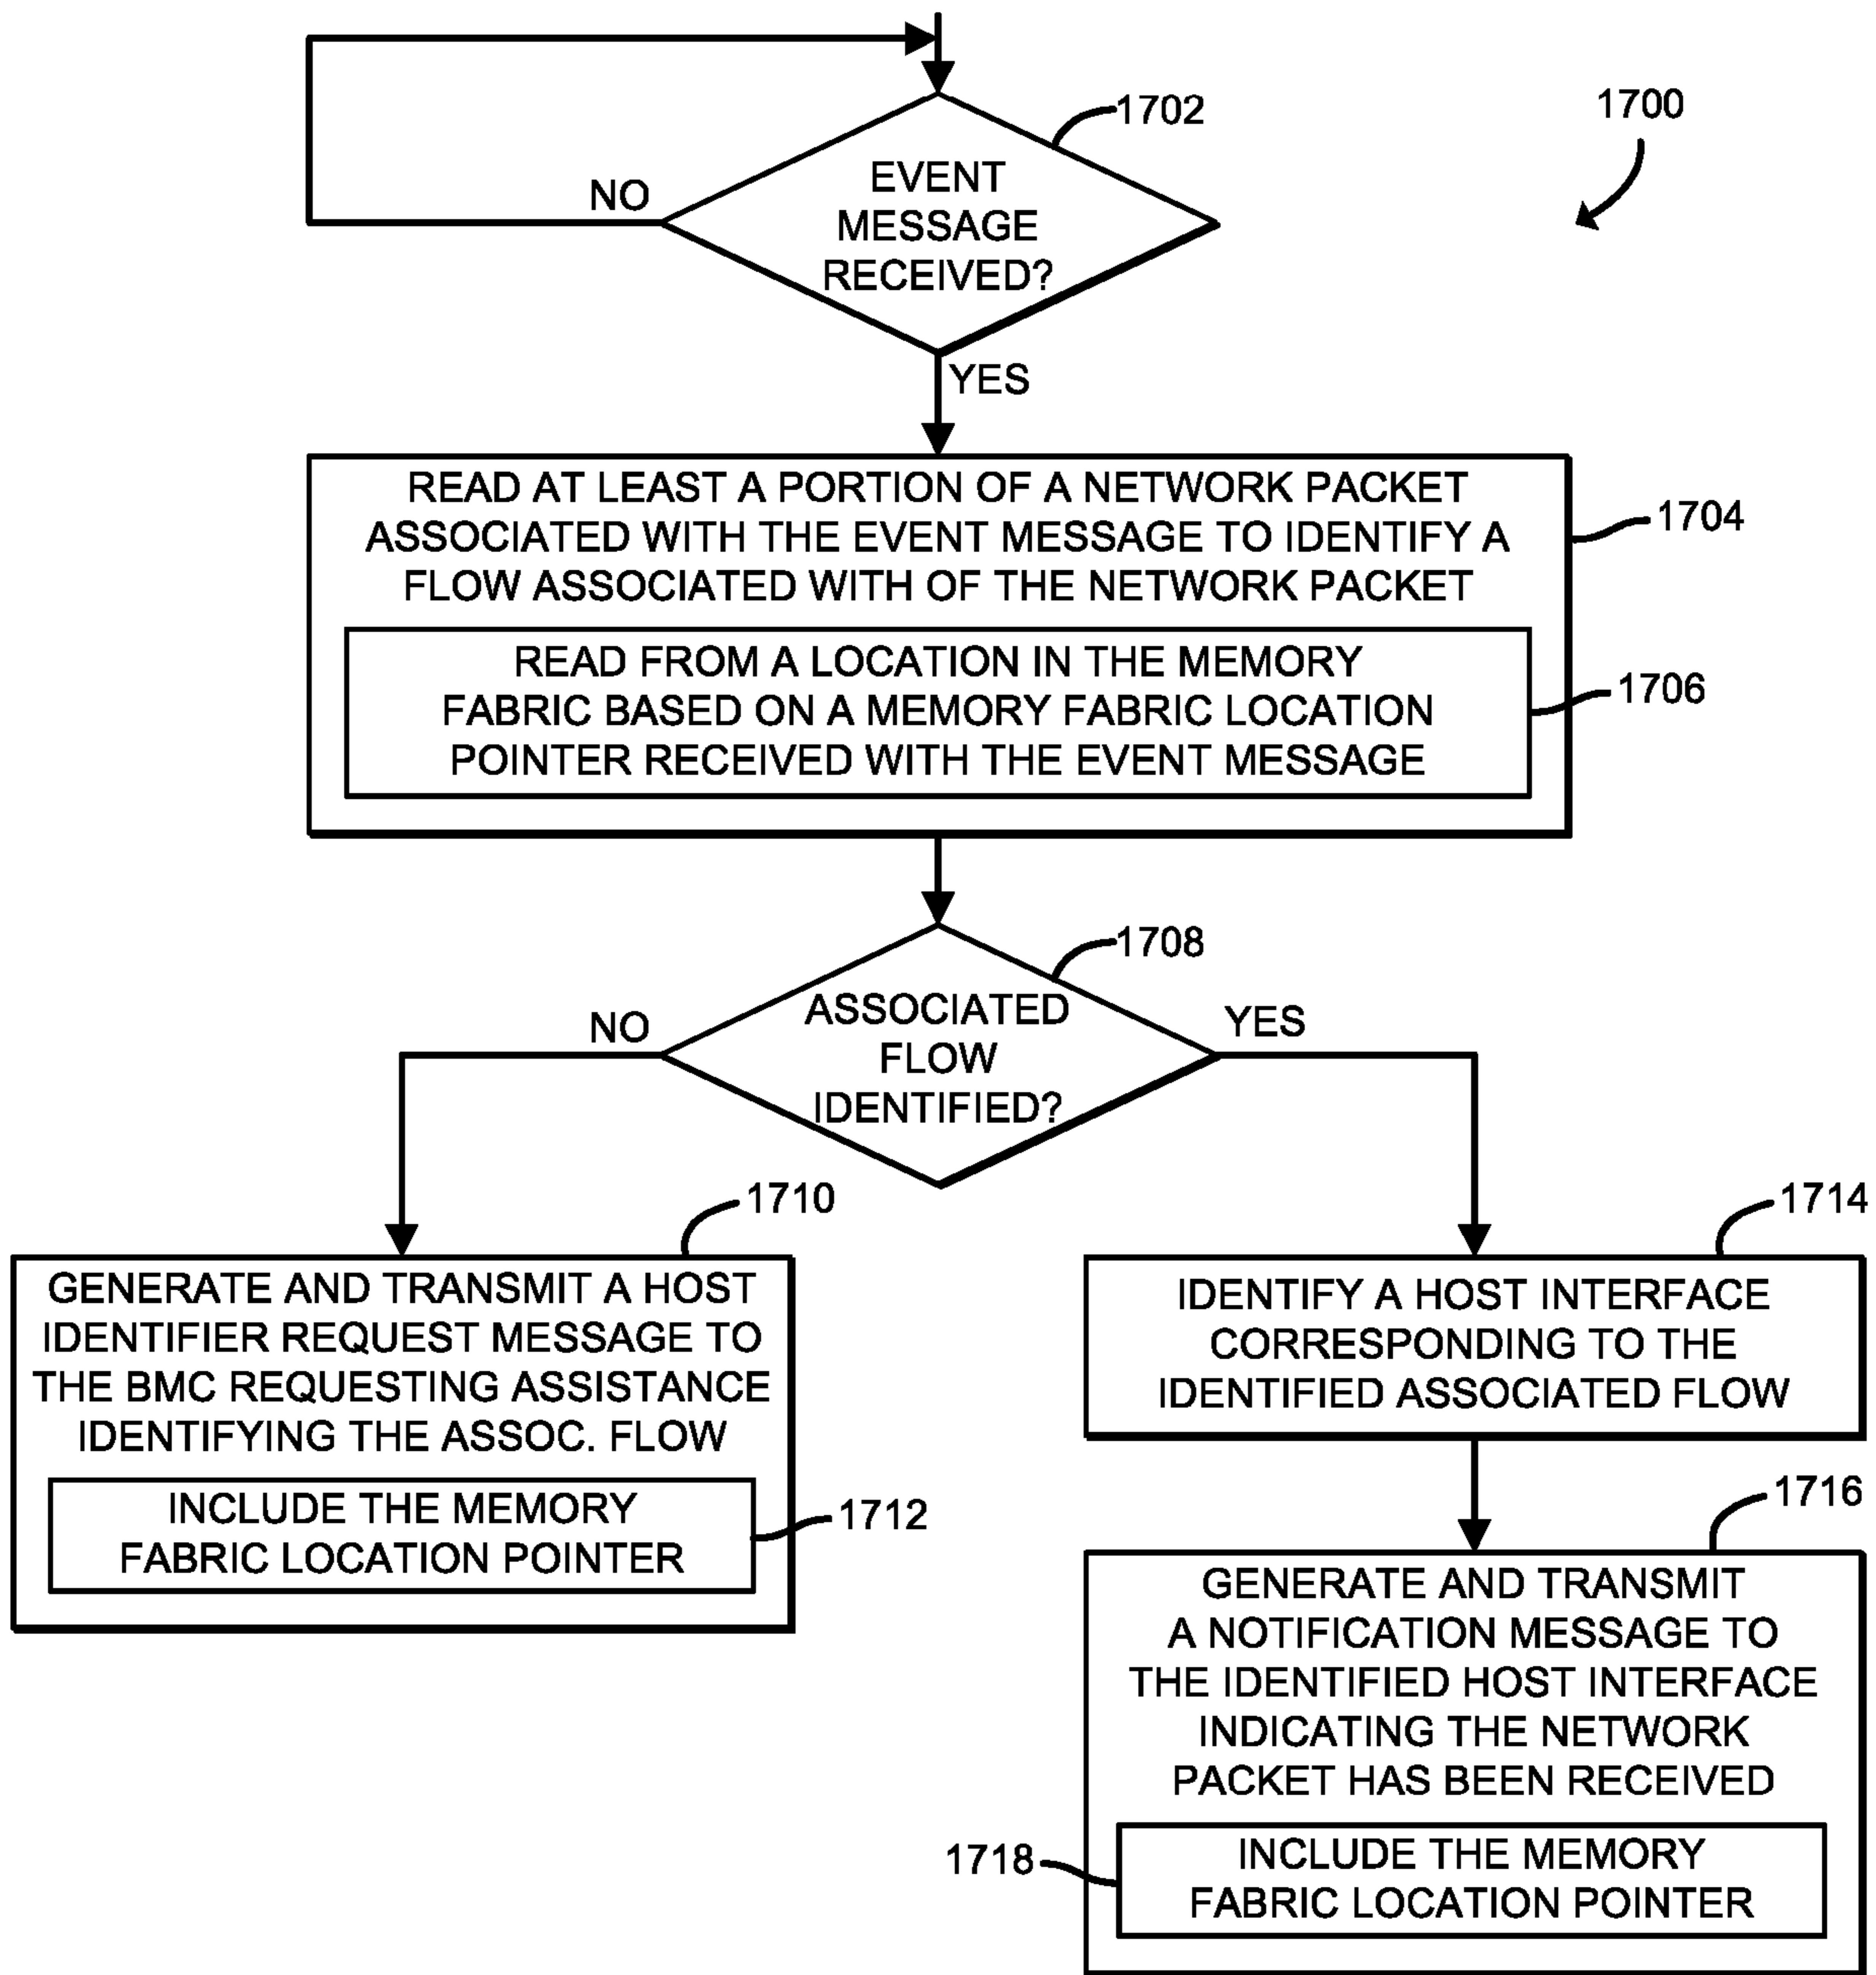 1700
1702
EVENT
MESSAGE
RECEIVED?
NO
YES
READ AT LEAST A PORTION OF A NETWORK PACKET
ASSOCIATED WITH THE EVENT MESSAGE TO IDENTIFY A
FLOW ASSOCIATED WITH OF THE NETWORK PACKET
1704
READ FROM A LOCATION IN THE MEMORY
FABRIC BASED ON A MEMORY FABRIC LOCATION
POINTER RECEIVED WITH THE EVENT MESSAGE
1706
1708
ASSOCIATED
FLOW
IDENTIFIED?
NO
YES
1710
GENERATE AND TRANSMIT A HOST
IDENTIFIER REQUEST MESSAGE TO
THE BMC REQUESTING ASSISTANCE
IDENTIFYING THE ASSOC. FLOW
INCLUDE THE MEMORY
FABRIC LOCATION POINTER
1712
1714
IDENTIFY A HOST INTERFACE
CORRESPONDING TO THE
IDENTIFIED ASSOCIATED FLOW
1716
GENERATE AND TRANSMIT
A NOTIFICATION MESSAGE TO
THE IDENTIFIED HOST INTERFACE
INDICATING THE NETWORK
PACKET HAS BEEN RECEIVED
1718
INCLUDE THE MEMORY
FABRIC LOCATION POINTER